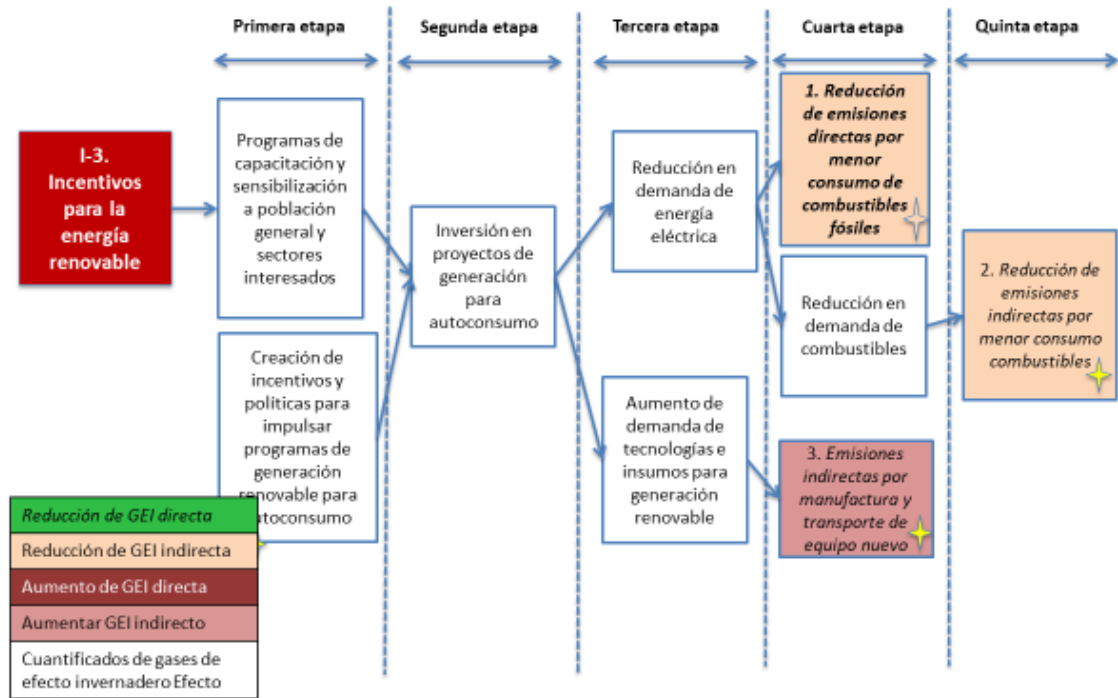 Primera etapa
Segunda etapa
Tercera etapa
Cuarta etapa
Quinta etapa
I-3.
Incentivos
para la
energía
renovable
Programas de
capacitación y
sensibilización
a población
general y
sectores
interesados
Creación de
incentivos y
políticas para
impulsar
programas de
generación
renovable para
autoconsumo
Inversión en
proyectos de
generación
para
autoconsumo
Reducción en
demanda de
energía
eléctrica
Aumento de
demanda de
tecnologías e
insumos para
generación
renovable
1. Reducción
de emisiones
directas por
menor
consumo de
combustibles
fósiles
Reducción en
demanda de
combustibles
3. Emisiones
indirectas por
manufactura y
transporte de
equipo nuevo
2. Reducción de
emisiones
indirectas por
menor consumo
combustibles
Reducción de GEI directa
Reducción de GEI indirecta
Aumento de GEI directa
Aumentar GEI indirecto
Cuantificados de gases de
efecto invernadero Efecto